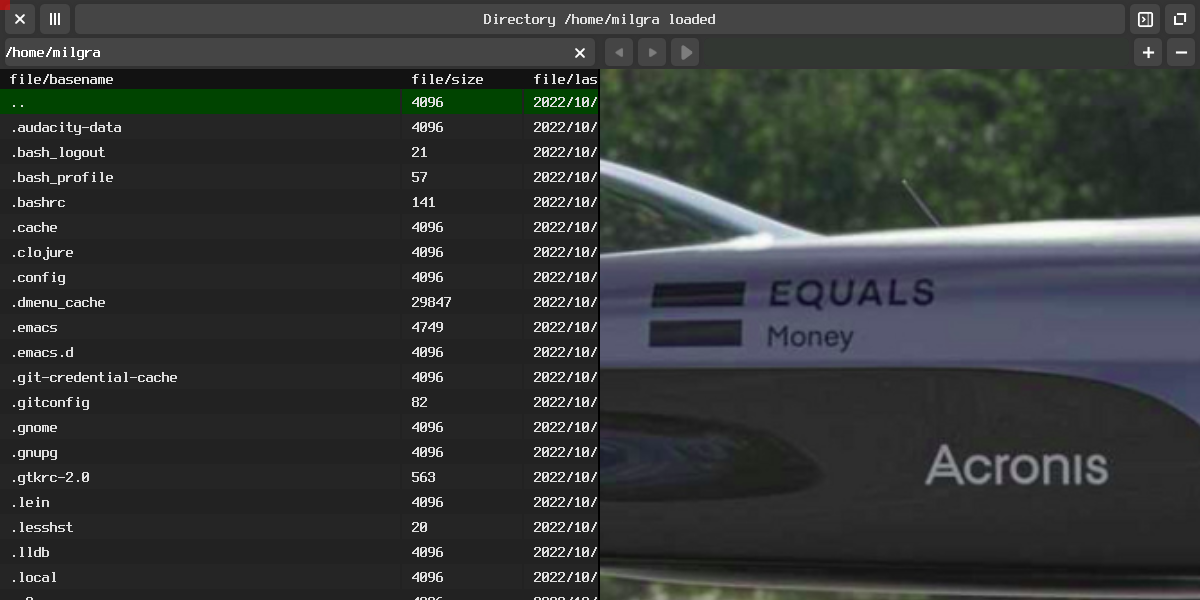 Directory /home/milgra loaded
/home/milgra
file/basename file/size file/las
.. 4096 2022/10/
.audacity-data 4096 2022/10/
.bash_logout 21 2022/10/
.bash_profile 57 2022/10/
.bashrc 141 2022/10/
.cache 4096 2022/10/
.clojure 4096 2022/10/
.config 4096 2022/10/
.dmenu_cache 29847 2022/10/
.emacs 4749 2022/10/
.emacs.d 4096 2022/10/
.git-credential-cache 4096 2022/10/
.gitconfig 82 2022/10/
.gnome 4096 2022/10/
.gnupg 4096 2022/10/
.gtkrc-2.0 563 2022/10/
.lein 4096 2022/10/
.lesshst 20 2022/10/
.lldb 4096 2022/10/
.local 4096 2022/10/
EQUALS
Money
Acronis